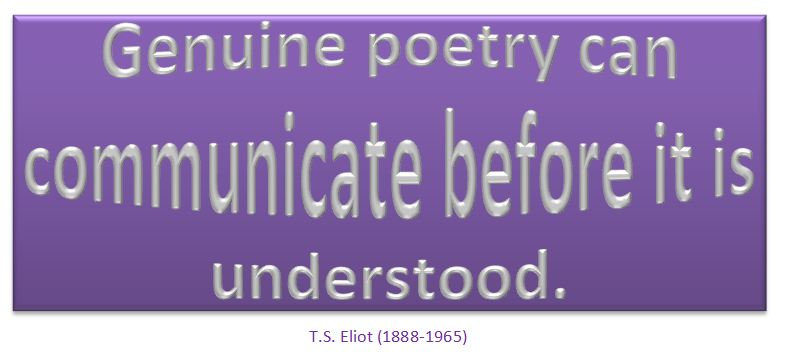 Genuine poetry can
communicate before it is
understood.
T.S. Eliot (1888-1965)